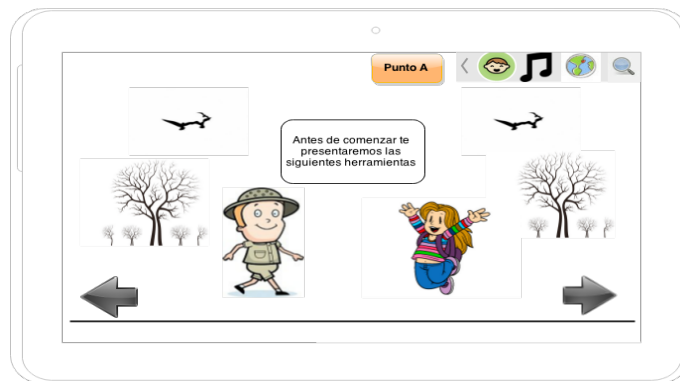 Punto A
Antes de comenzar te
presentaremos las
siguientes herramientas